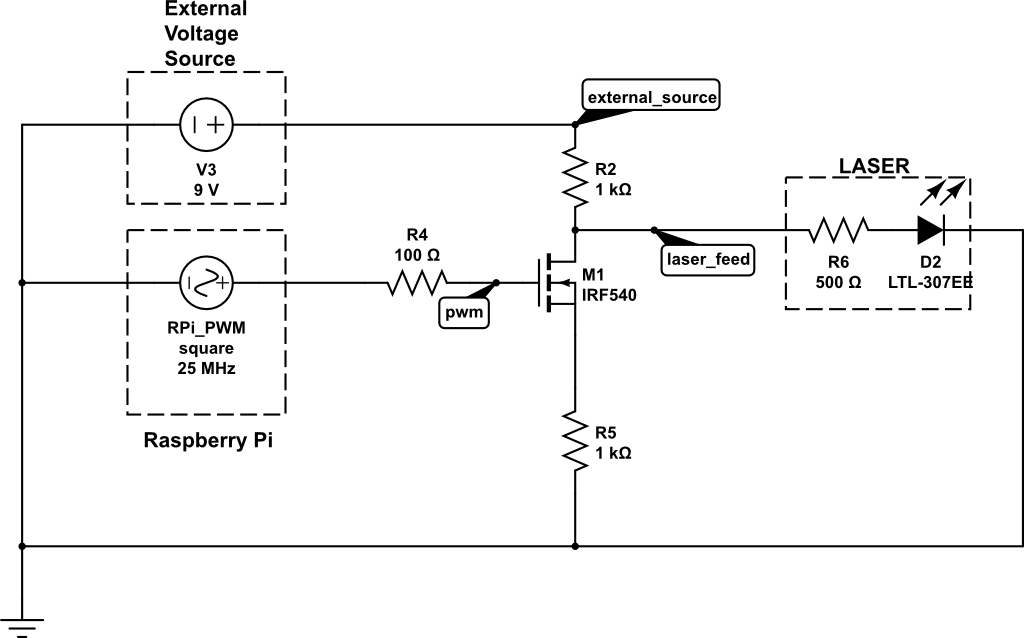 External
Voltage
Source
external_source
V3
9 V
R2
1 kΩ
LASER
R4
100 Ω
laser_feed
R6
500 Ω
D2
LTL-307EE
M1
IRF540
pwm
RPi_PWM
square
25 MHz
Raspberry Pi
R5
1 kΩ